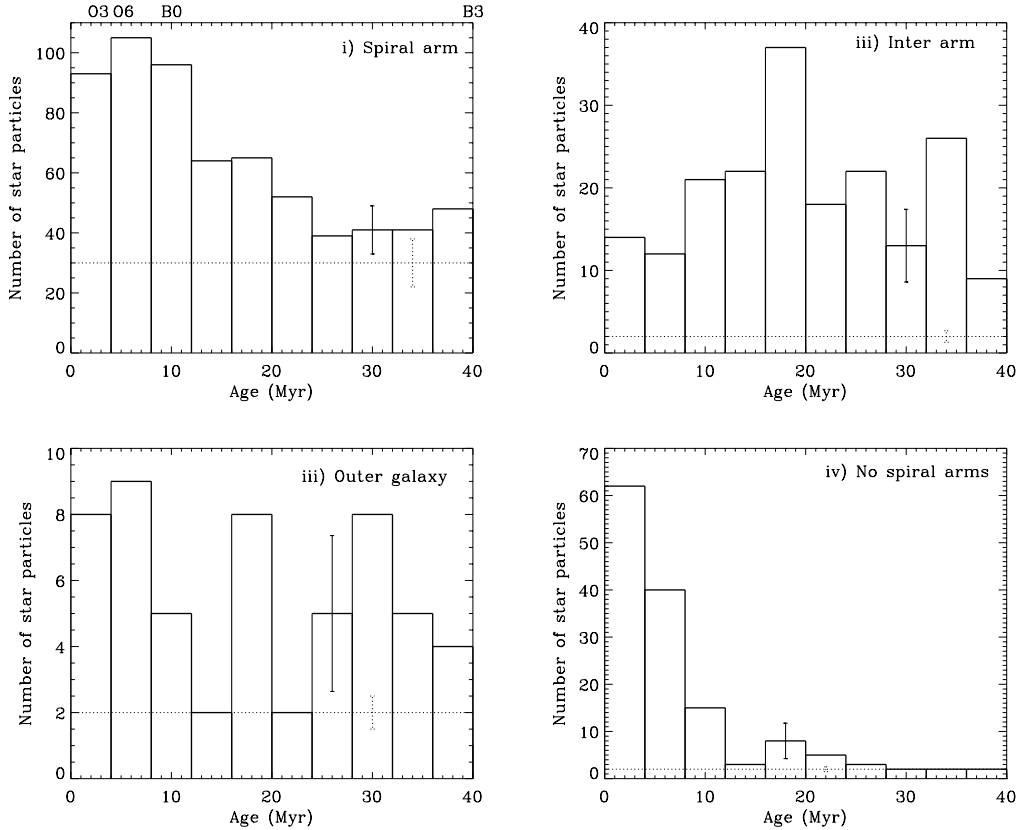 O3 O6 B0 B3
i) Spiral arm
Number of star particles
100
80
60
40
20
0
0 10 20 30 40
Age (Myr)
iii) Inter arm
Number of star particles
40
30
20
10
0
0 10 20 30 40
Age (Myr)
iii) Outer galaxy
Number of star particles
10
8
6
4
2
0
0 10 20 30 40
Age (Myr)
iv) No spiral arms
Number of star particles
70
60
50
40
30
20
10
0
0 10 20 30 40
Age (Myr)